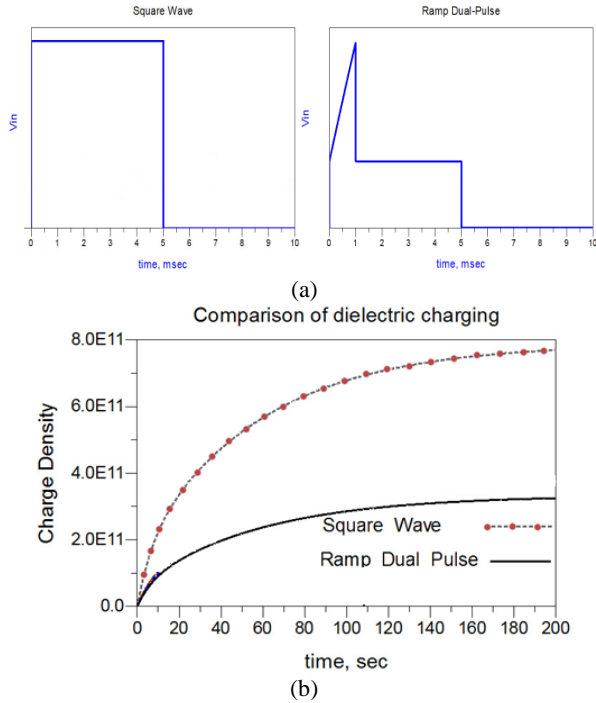 Square Wave
Ramp Dual-Pulse
Vin
Vin
0 1 2 3 4 5 6 7 8 9 10
0 1 2 3 4 5 6 7 8 9 10
time, msec
time, msec
(a)
Comparison of dielectric charging
Charge Density
8.0E11
6.0E11
4.0E11
2.0E11
0.0
Square Wave
Ramp Dual Pulse
0 20 40 60 80 100 120 140 160 180 200
time, sec
(b)